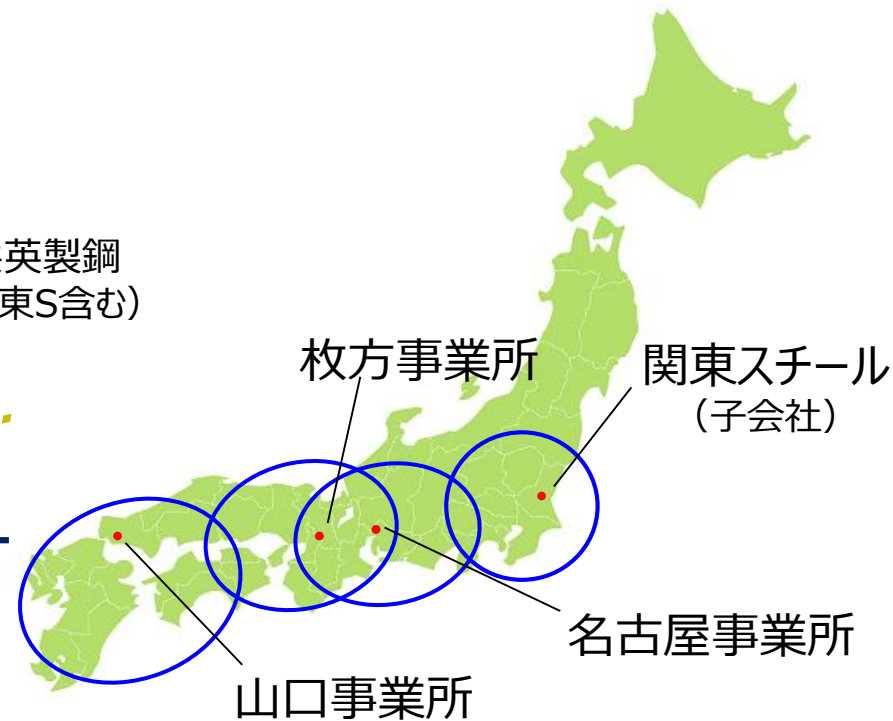 英製鋼
東S含む）
枚方事業所
関東スチール
（子会社）
名古屋事業所
山口事業所